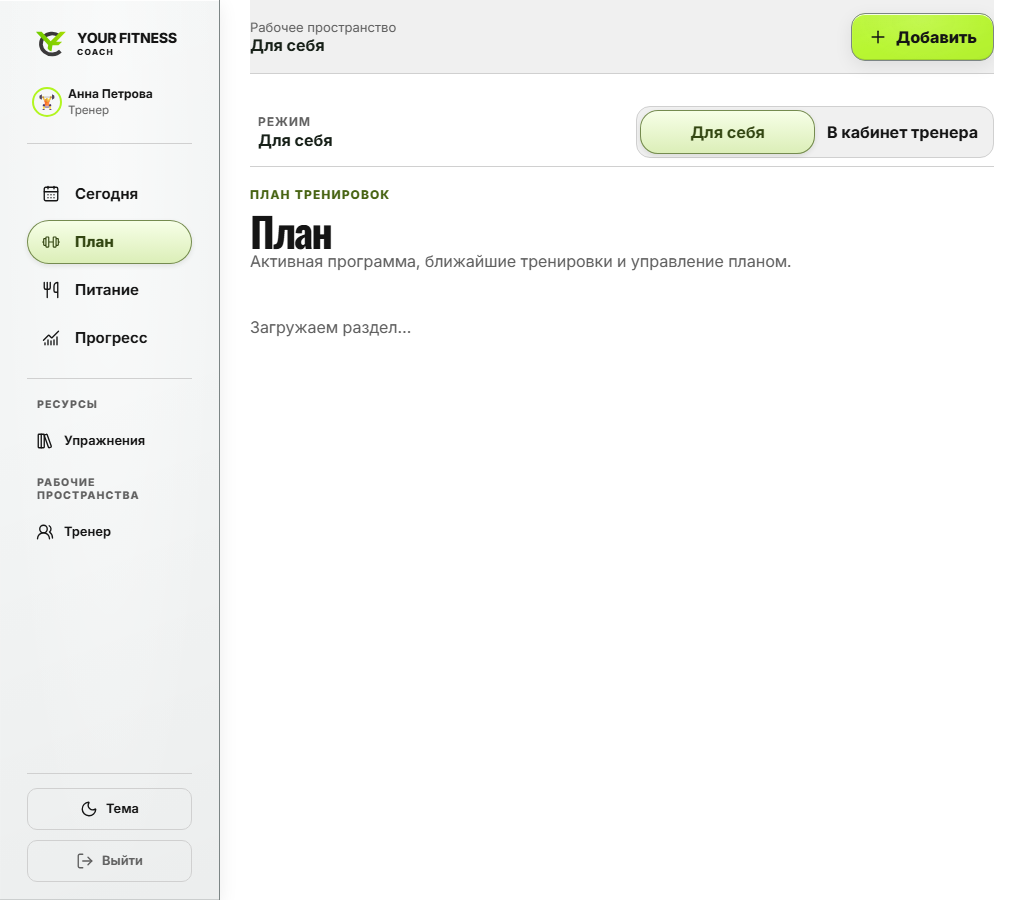 YOUR FITNESS
COACH
Анна Петрова
Тренер
Сегодня
План
Питание
Прогресс
РЕСУРСЫ
Упражнения
РАБОЧИЕ
ПРОСТРАНСТВА
Тренер
Тема
Выйти
Рабочее пространство
Для себя
Добавить
РЕЖИМ
Для себя
Для себя
В кабинет тренера
ПЛАН ТРЕНИРОВОК
План
Активная программа, ближайшие тренировки и управление планом.
Загружаем раздел...